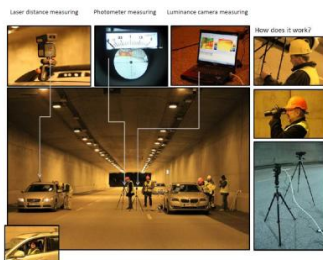 Laser distance measuring
Photometer measuring
Luminance camera measuring
How does it work?